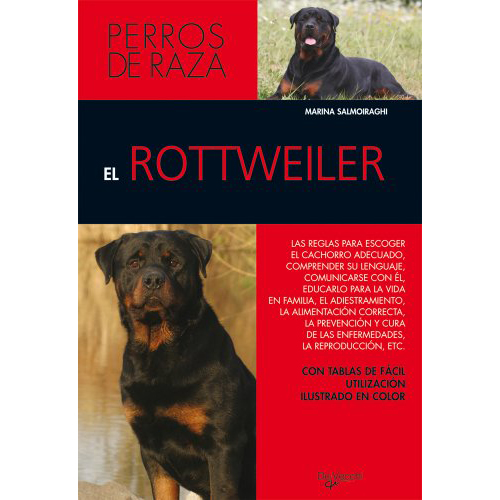 PERROS
DE RAZA
MARINA SALMOIRAGHI
EL ROTTWEILER
LAS REGLAS PARA ESCOGER
EL CACHORRO ADECUADO,
COMPRENDER SU LENGUAJE,
COMUNICARSE CON ÉL,
EDUCARLO PARA LA VIDA
EN FAMILIA, EL ADIESTRAMIENTO,
LA ALIMENTACIÓN CORRECTA,
LA PREVENCIÓN Y CURA
DE LAS ENFERMEDADES,
LA REPRODUCCIÓN, ETC.
CON TABLAS DE FÁCIL
UTILIZACIÓN
ILUSTRADO EN COLOR
De Vecchi